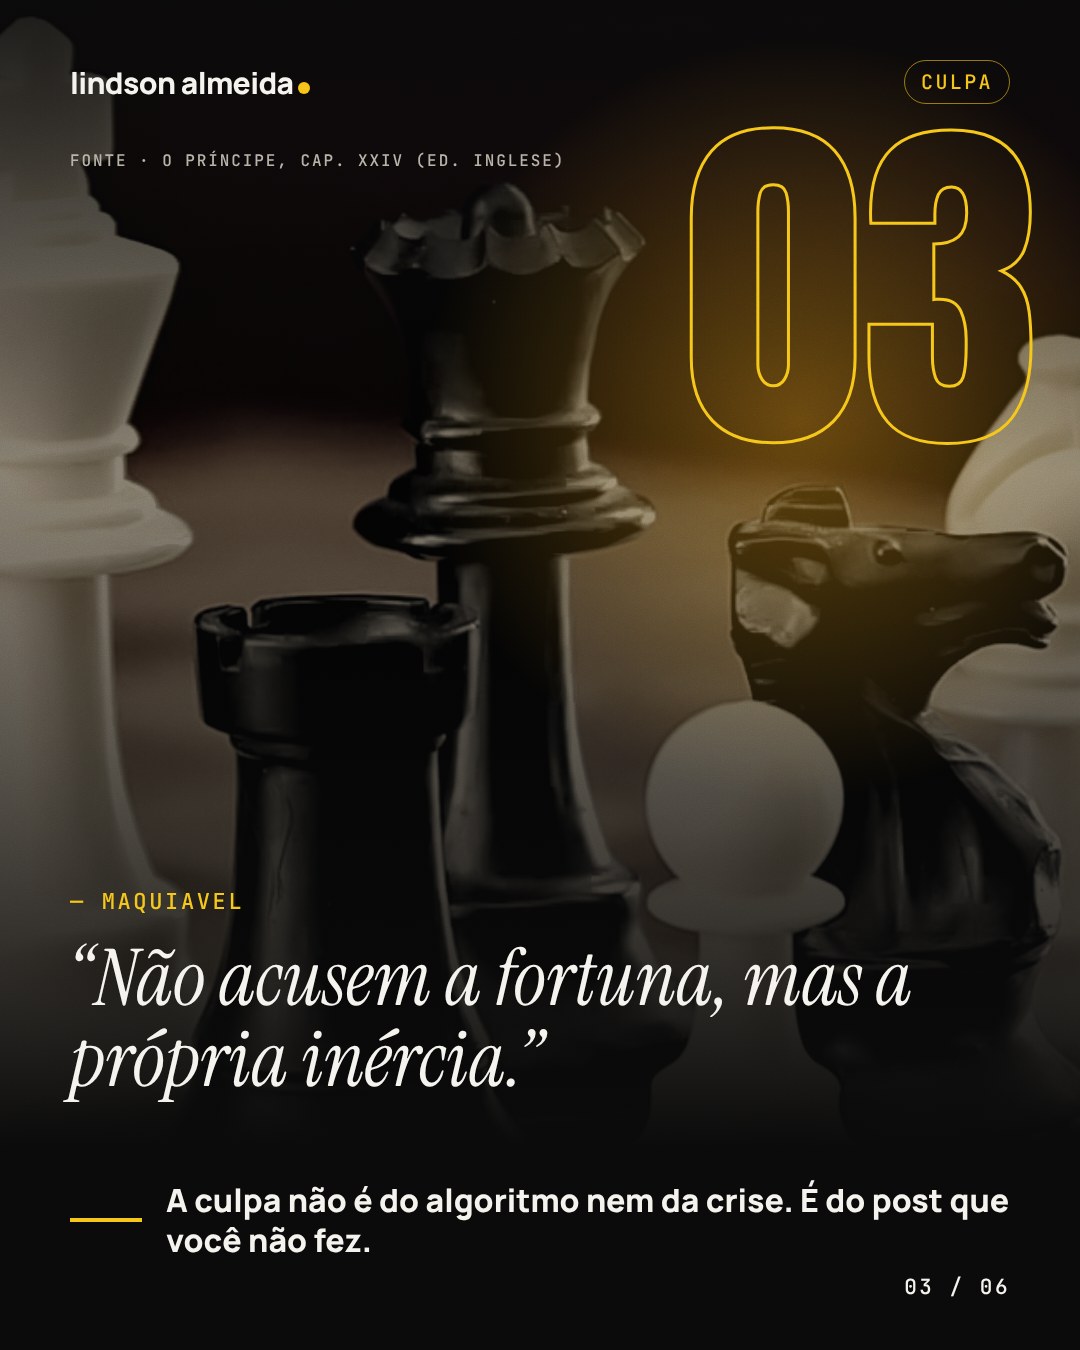 lindson almeida
CULPA
FONTE · O PRÍNCIPE, CAP. XXIV (ED. INGLESE)
03
— MAQUIAVEL
“Não acusem a fortuna, mas a
própria inércia.”
A culpa não é do algoritmo nem da crise. É do post que
você não fez.
03 / 06